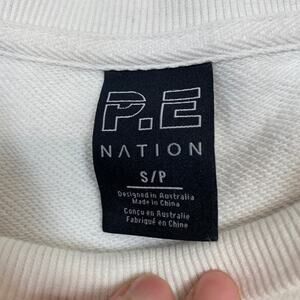 P.E
NATION
S/P
Designed in Australia
Made in China
Conçu en Australie
Fabriqué en Chine